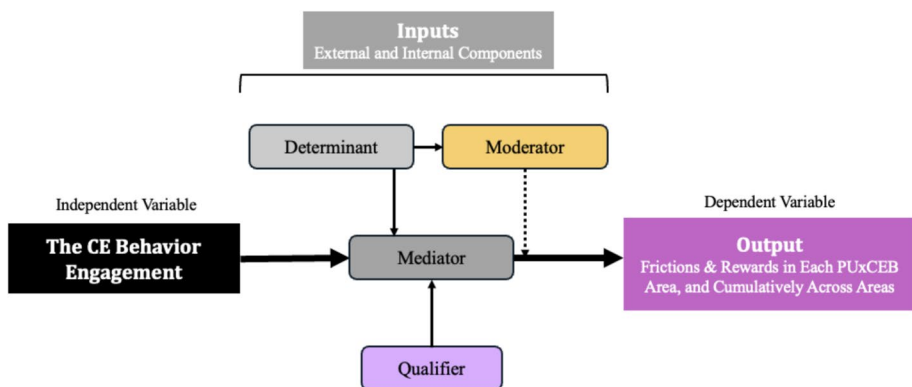 Inputs
External and Internal Components
Determinant
Moderator
Independent Variable
Dependent Variable
The CE Behavior
Engagement
Mediator
Output
Frictions & Rewards in Each PUxCEB
Area, and Cumulatively Across Areas
Qualifier